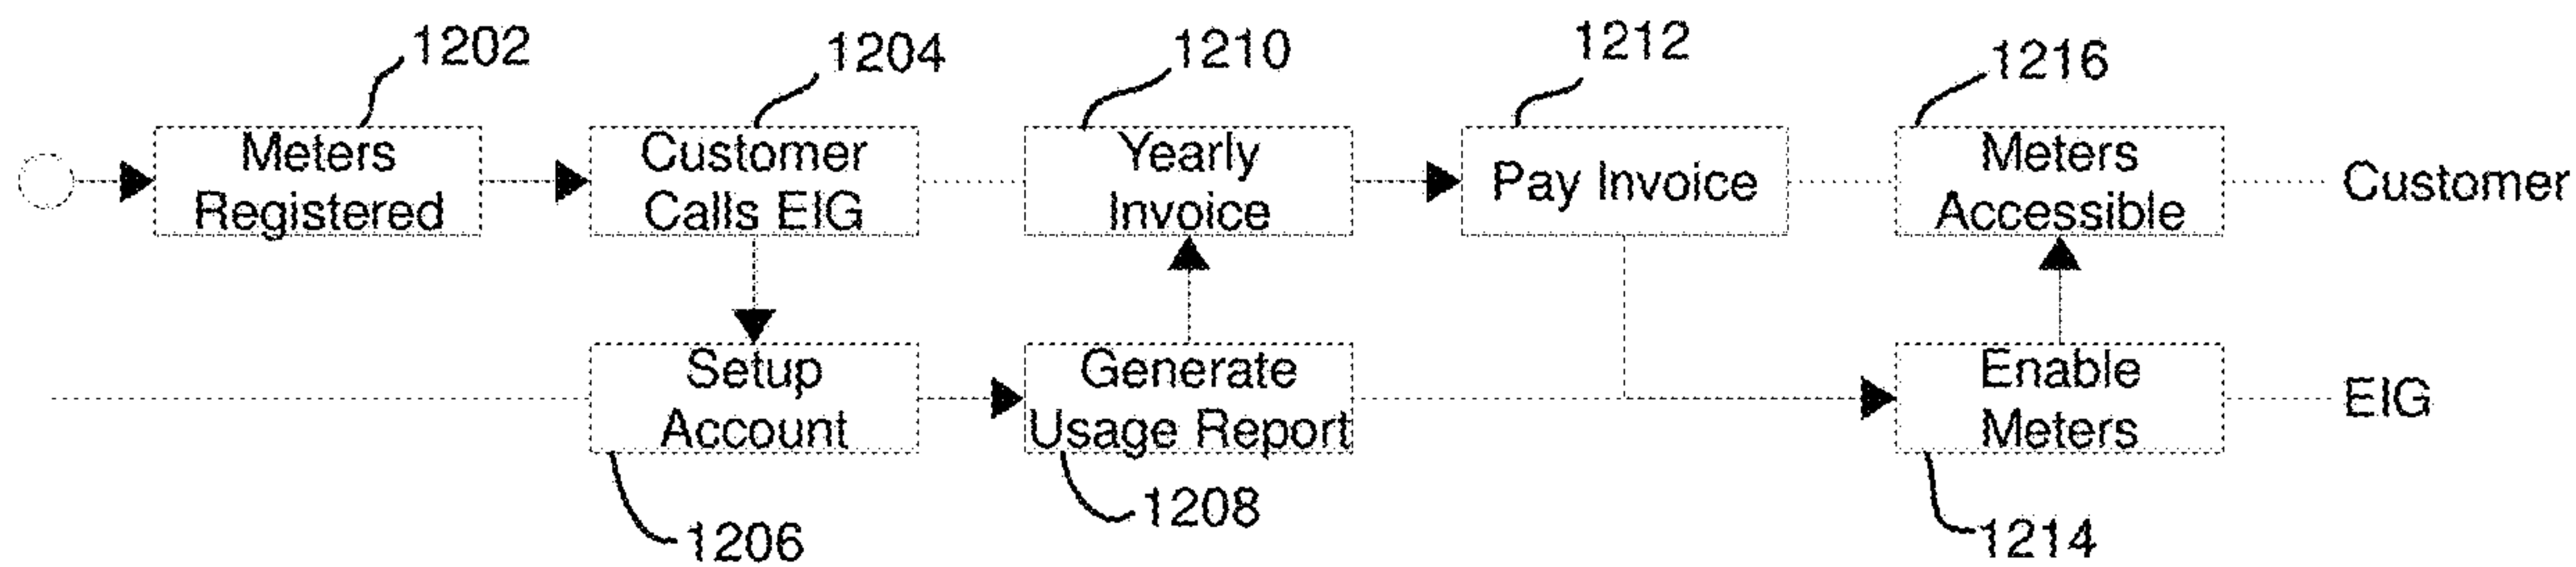 1202
1204
1210
1212
1216
Meters
Registered
Customer
Calls EIG
Yearly
Invoice
Pay Invoice
Meters
Accessible
Customer
Setup
Account
Generate
Usage Report
Enable
Meters
EIG
1206
1208
1214